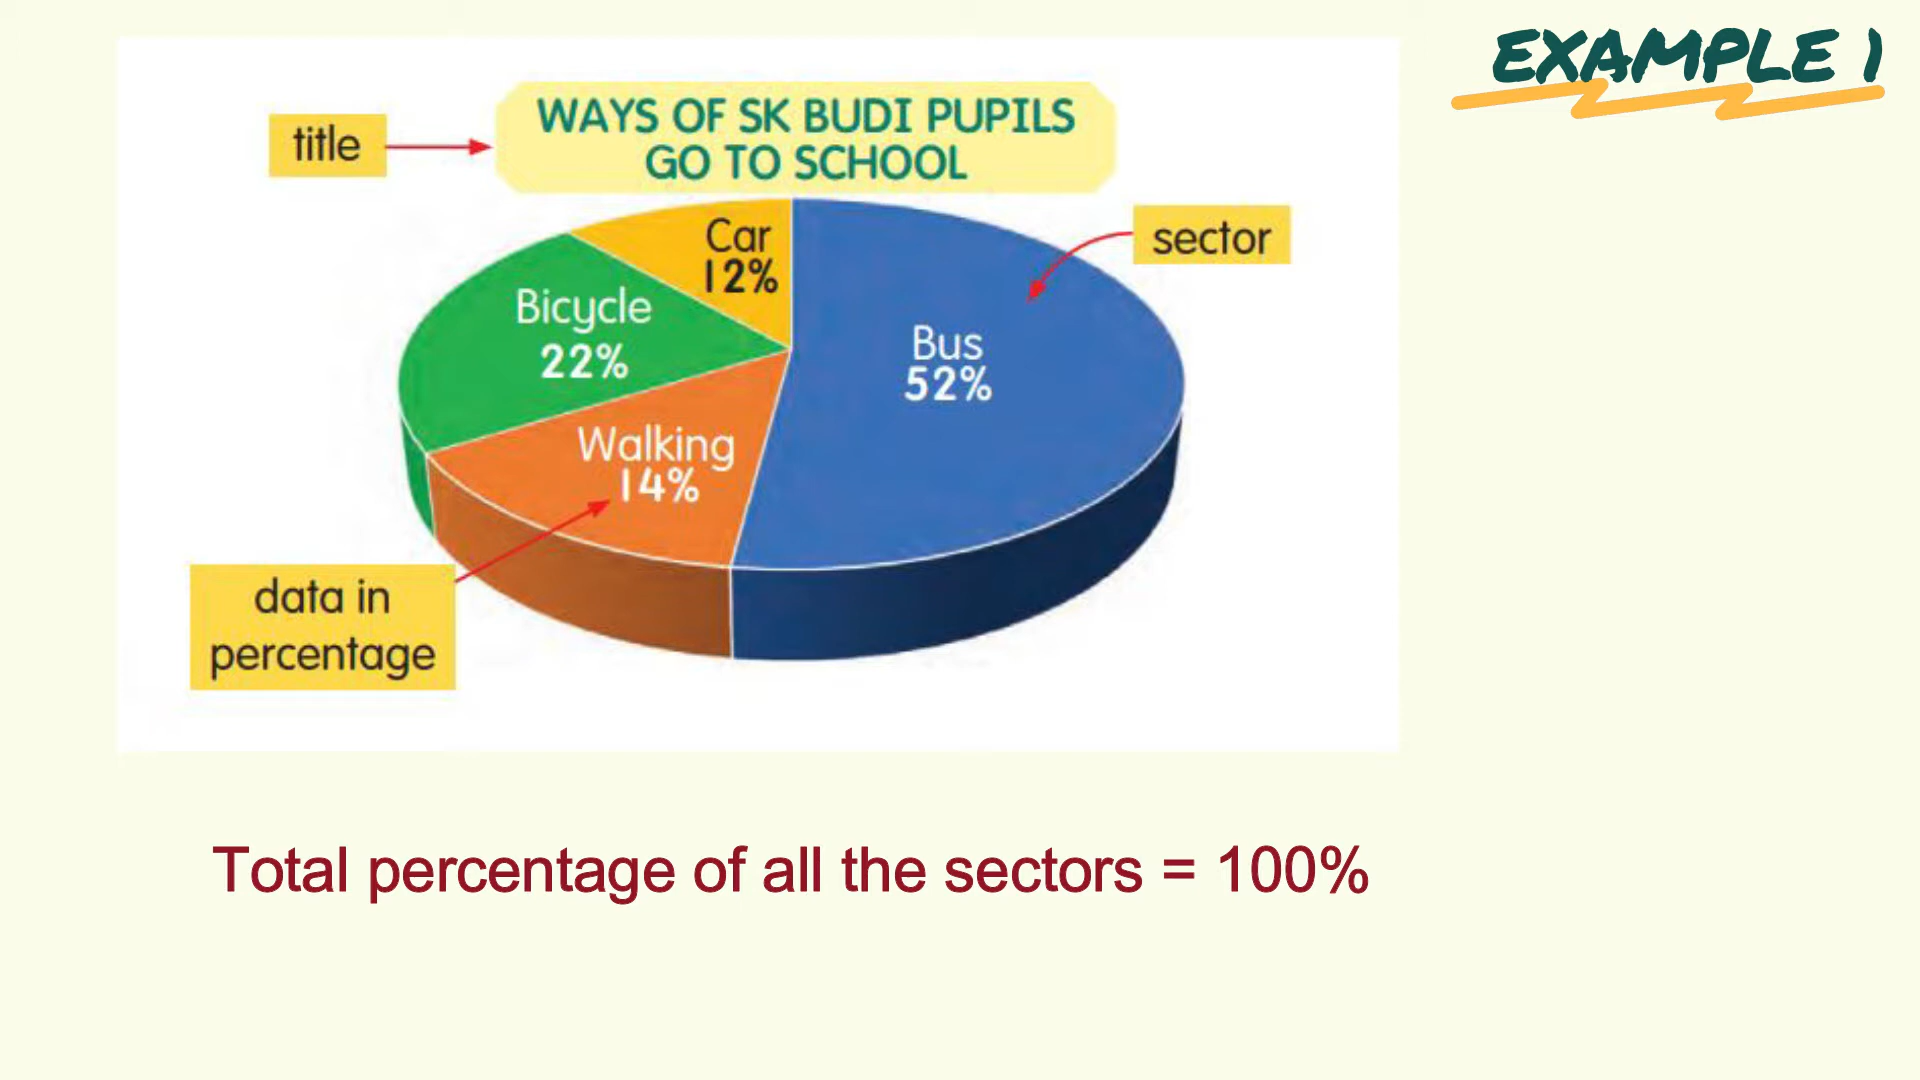 EXAMPLE 1
title
WAYS OF SK BUDI PUPILS
GO TO SCHOOL
sector
Car
12%
Bicycle
22%
Bus
52%
Walking
14%
data in
percentage
Total percentage of all the sectors = 100%